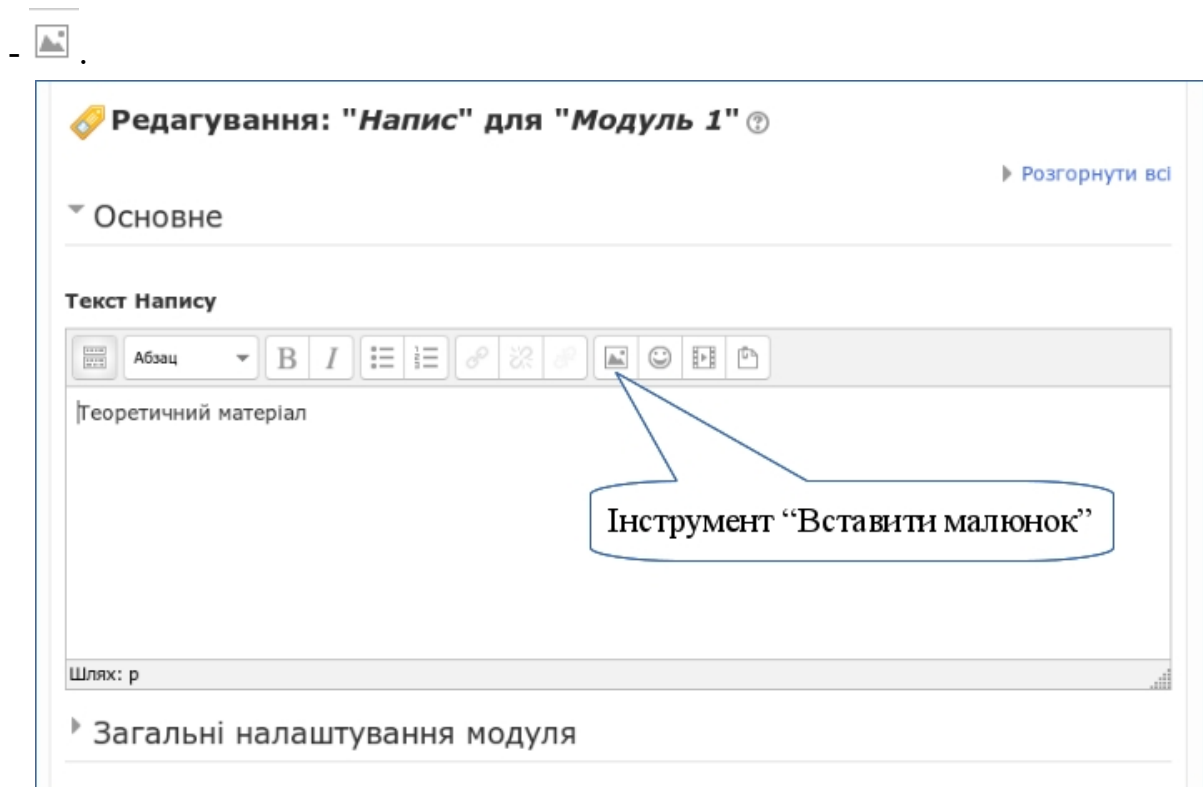 - .
Редагування: "Напис" для "Модуль 1"
Розгорнути всі
Основне
Текст Напису
Абзац B I
Теоретичний матеріал
Інструмент “Вставити малюнок”
Шлях: p
Загальні налаштування модуля